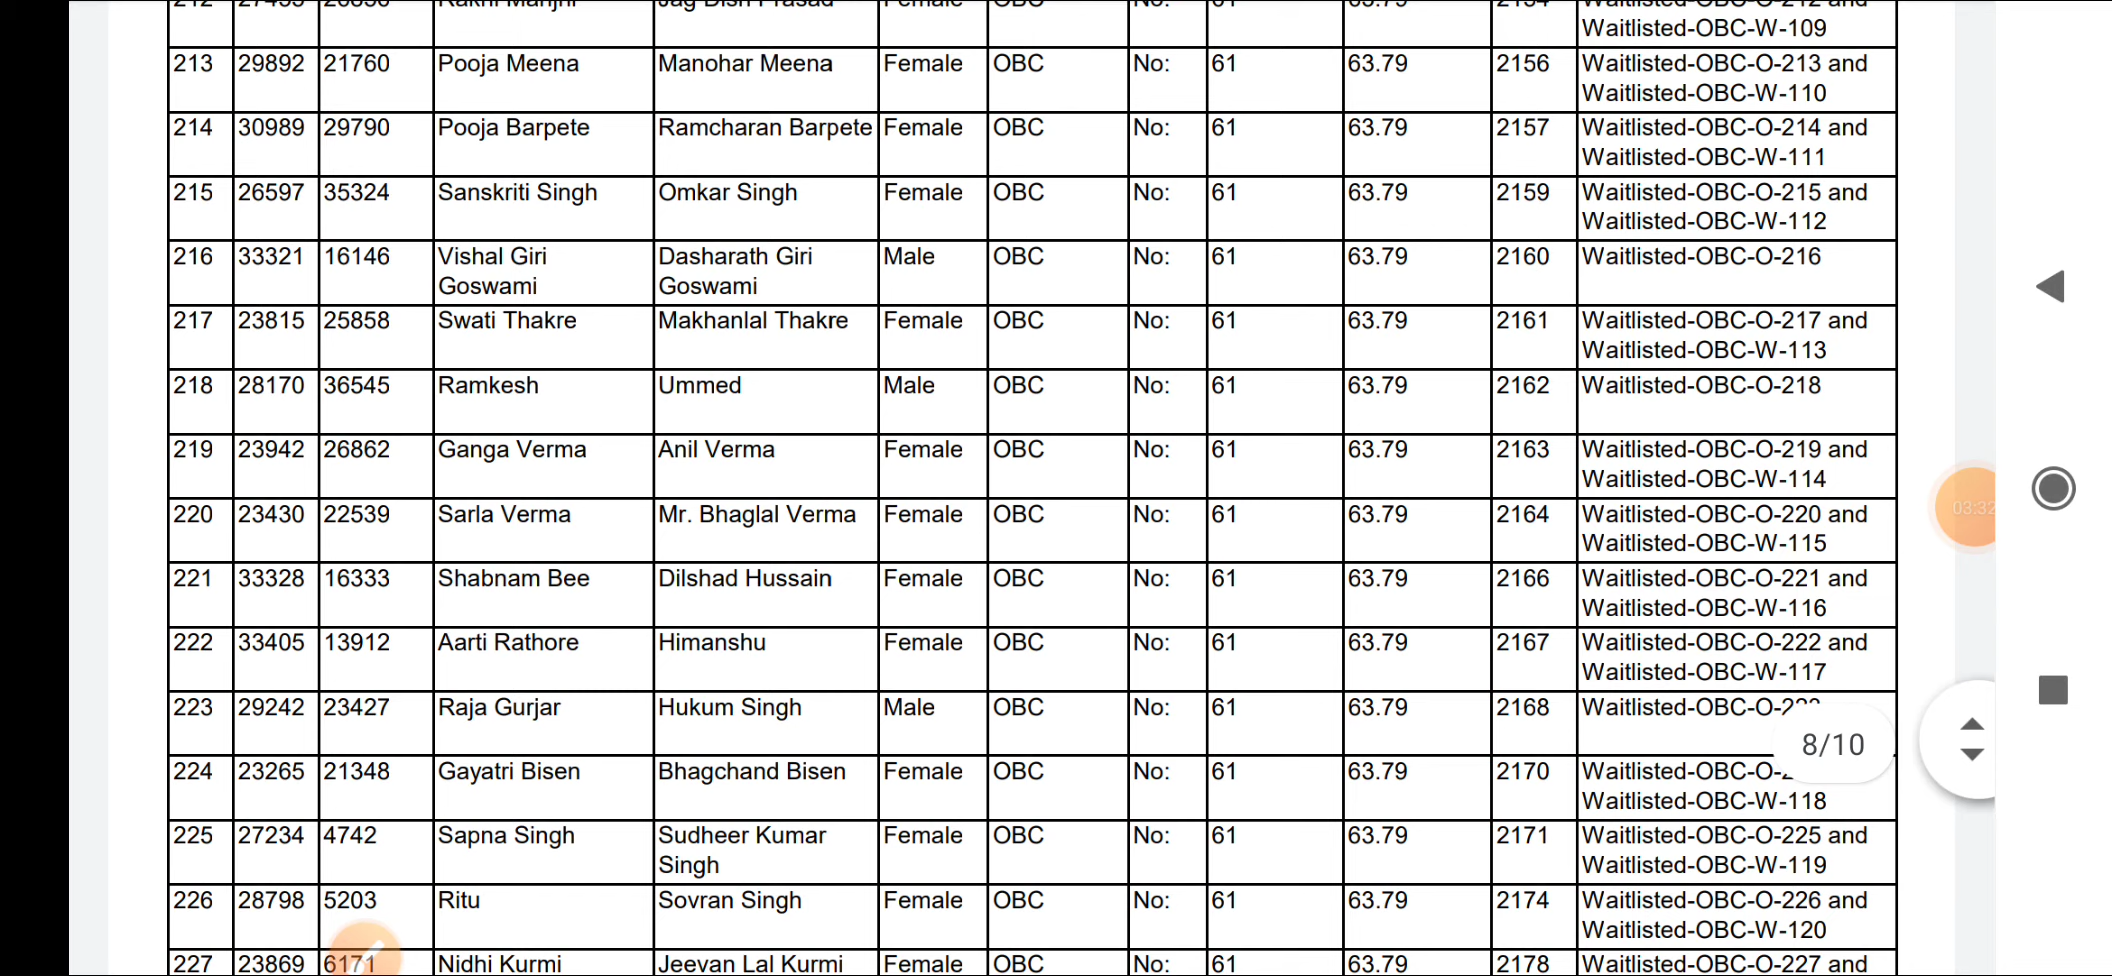 Waitlisted-OBC-W-109
213 29892 21760 Pooja Meena Manohar Meena Female OBC No: 61 63.79 2156 Waitlisted-OBC-O-213 and
Waitlisted-OBC-W-110
214 30989 29790 Pooja Barpete Ramcharan Barpete Female OBC No: 61 63.79 2157 Waitlisted-OBC-O-214 and
Waitlisted-OBC-W-111
215 26597 35324 Sanskriti Singh Omkar Singh Female OBC No: 61 63.79 2159 Waitlisted-OBC-O-215 and
Waitlisted-OBC-W-112
216 33321 16146 Vishal Giri Dasharath Giri Male OBC No: 61 63.79 2160 Waitlisted-OBC-O-216
Goswami Goswami
217 23815 25858 Swati Thakre Makhanlal Thakre Female OBC No: 61 63.79 2161 Waitlisted-OBC-O-217 and
Waitlisted-OBC-W-113
218 28170 36545 Ramkesh Ummed Male OBC No: 61 63.79 2162 Waitlisted-OBC-O-218
219 23942 26862 Ganga Verma Anil Verma Female OBC No: 61 63.79 2163 Waitlisted-OBC-O-219 and
Waitlisted-OBC-W-114
220 23430 22539 Sarla Verma Mr. Bhaglal Verma Female OBC No: 61 63.79 2164 Waitlisted-OBC-O-220 and
Waitlisted-OBC-W-115
221 33328 16333 Shabnam Bee Dilshad Hussain Female OBC No: 61 63.79 2166 Waitlisted-OBC-O-221 and
Waitlisted-OBC-W-116
222 33405 13912 Aarti Rathore Himanshu Female OBC No: 61 63.79 2167 Waitlisted-OBC-O-222 and
Waitlisted-OBC-W-117
223 29242 23427 Raja Gurjar Hukum Singh Male OBC No: 61 63.79 2168
8/10
224 23265 21348 Gayatri Bisen Bhagchand Bisen Female OBC No: 61 63.79 2170
Waitlisted-OBC-W-118
225 27234 4742 Sapna Singh Sudheer Kumar Female OBC No: 61 63.79 2171 Waitlisted-OBC-O-225 and
Singh Waitlisted-OBC-W-119
226 28798 5203 Ritu Sovran Singh Female OBC No: 61 63.79 2174 Waitlisted-OBC-O-226 and
Waitlisted-OBC-W-120
227 23869 6171 Nidhi Kurmi Jeevan Lal Kurmi Female OBC No: 61 63.79 2178 Waitlisted-OBC-O-227 and
03:32